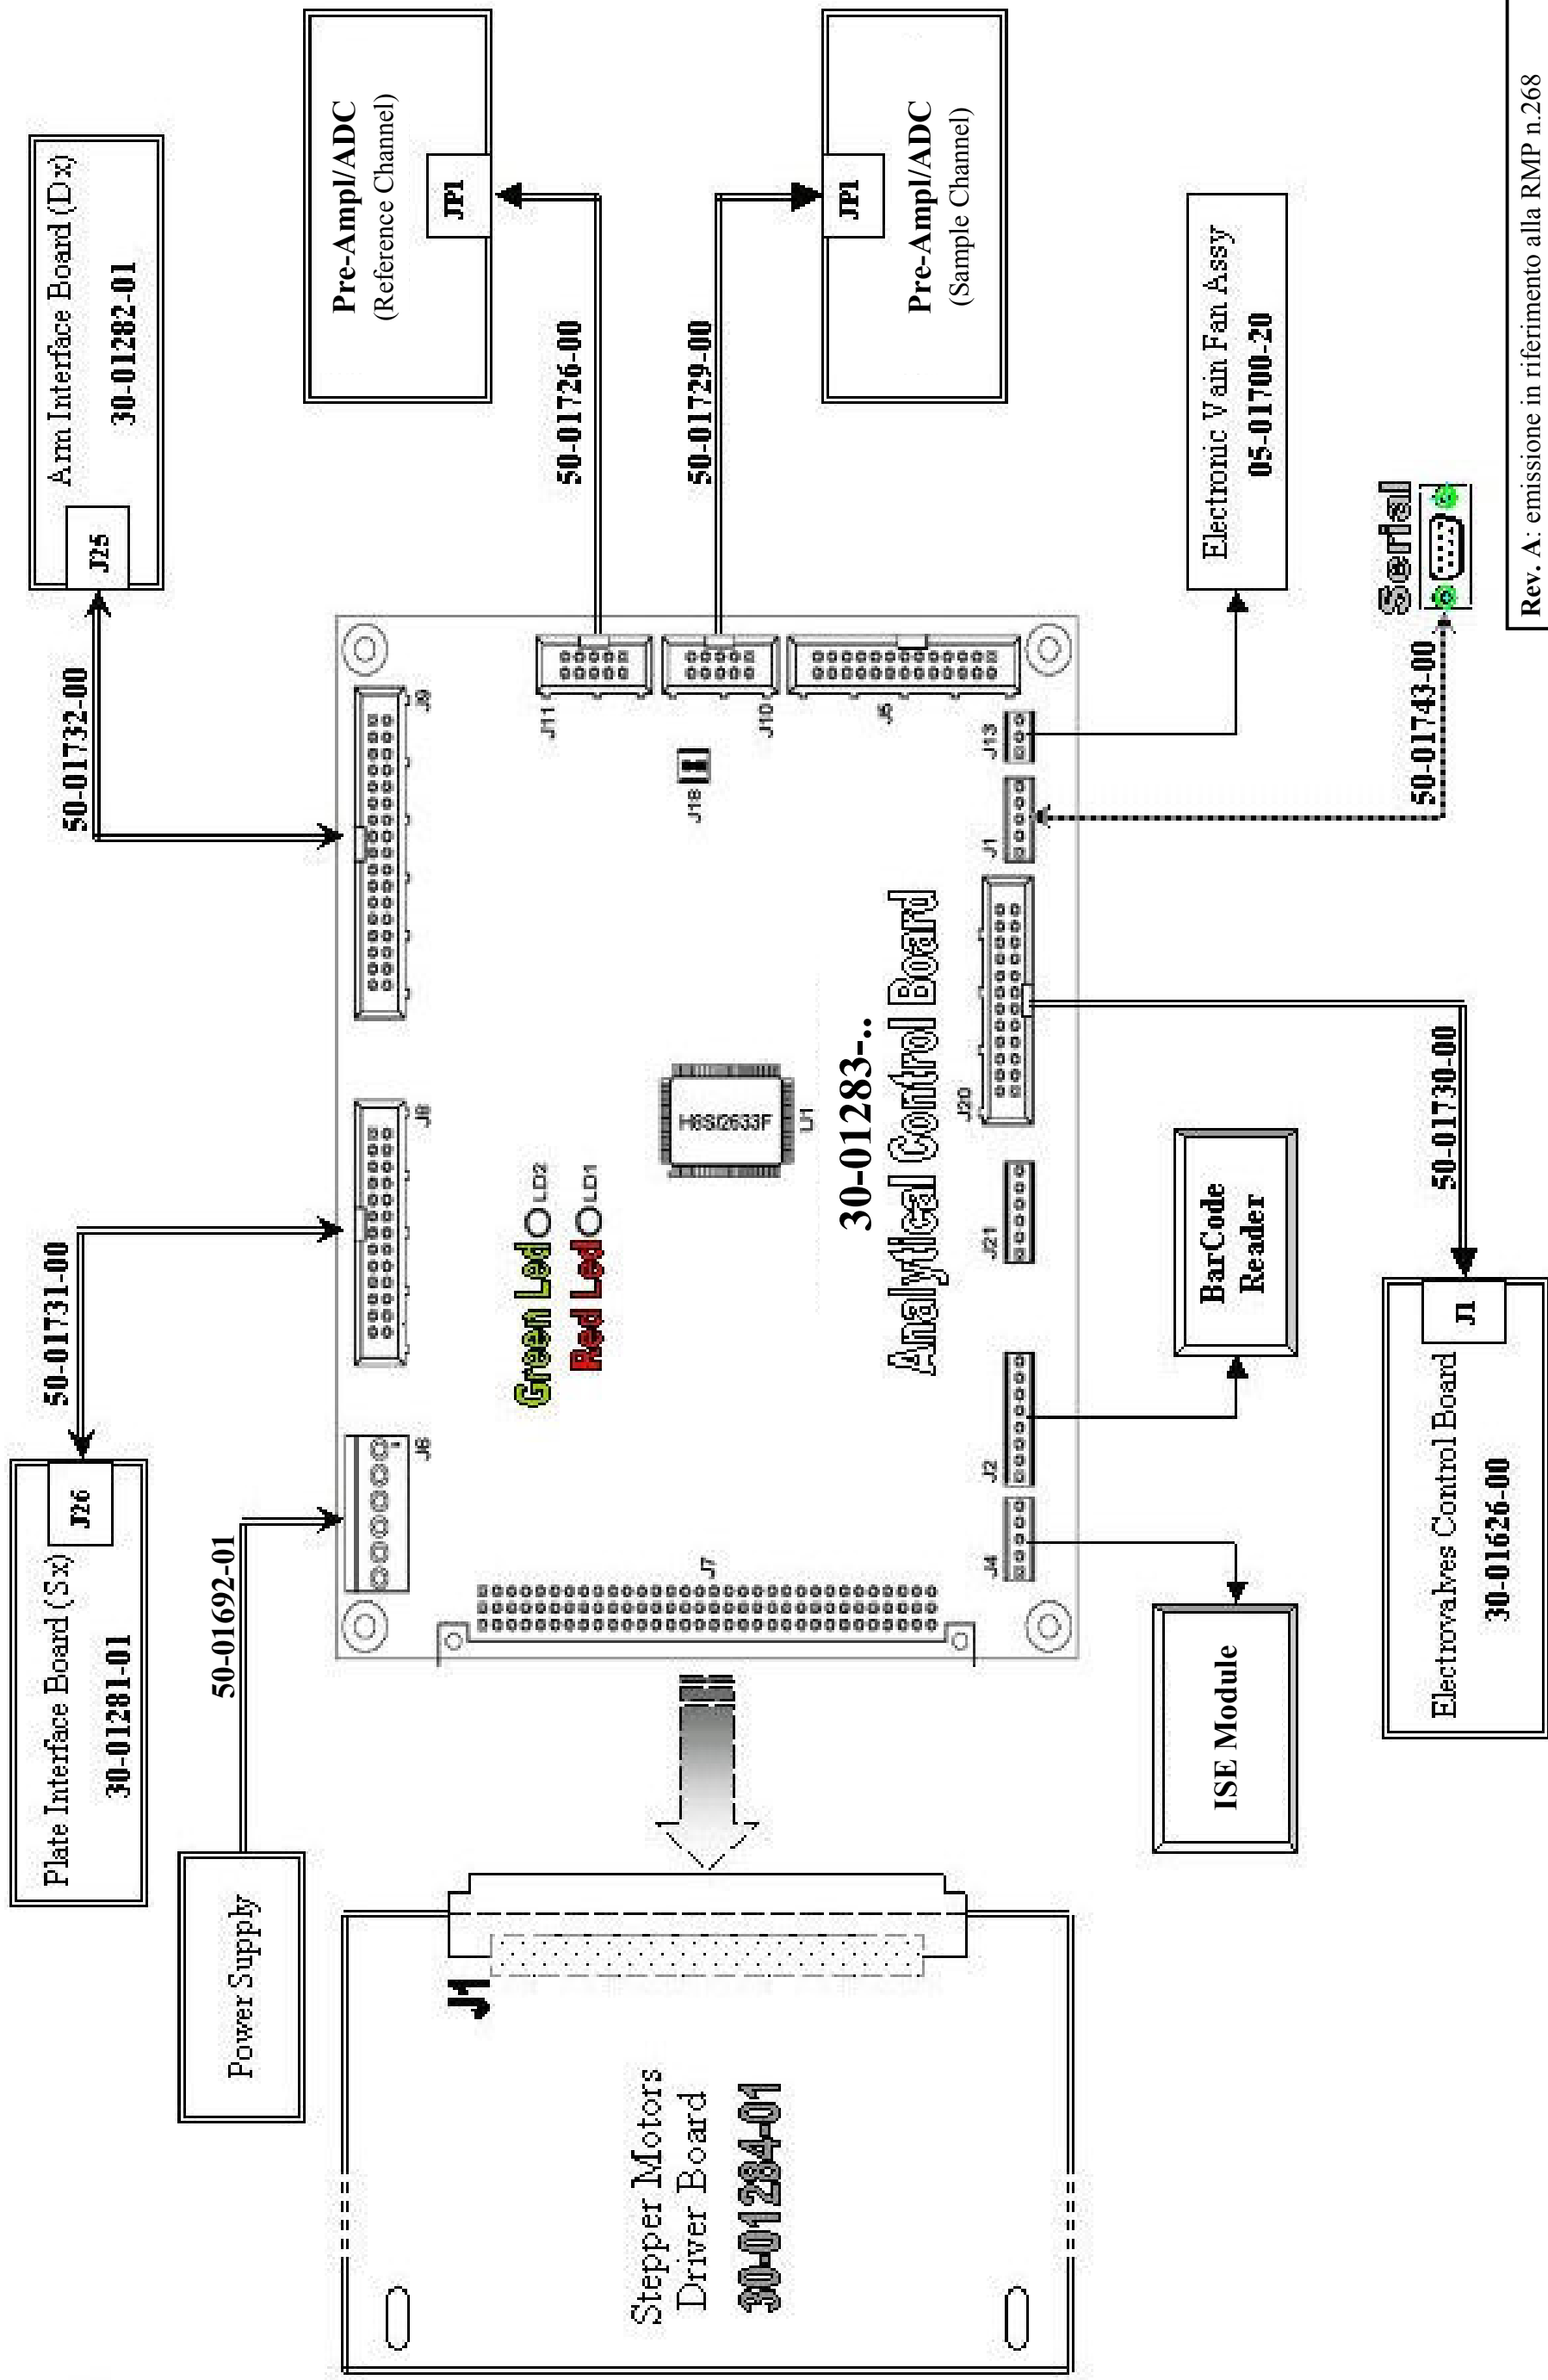 Plate Interface Board (Sx)
30-01281-01
J26
50-01731-00
50-01732-00
J25
Arm Interface Board (Dx)
30-01282-01
Power Supply
50-01692-01
J6
J8
J9
Pre-Ampl/ADC
(Reference Channel)
JP1
50-01726-00
J11
Green Led
LD2
Red Led
LD1
J1
Stepper Motors
Driver Board
30-01284-01
J7
H8S/2633F
U1
J18
J10
50-01729-00
JP1
Pre-Ampl/ADC
(Sample Channel)
30-01283-..
Analytical Control Board
J5
J4
J2
J21
J20
J1
J13
ISE Module
BarCode
Reader
Electronic Vain Fan Assy
05-01700-20
Serial
50-01743-00
50-01730-00
Electrovalves Control Board
30-01626-00
J1
Rev. A: emissione in riferimento alla RMP n.268